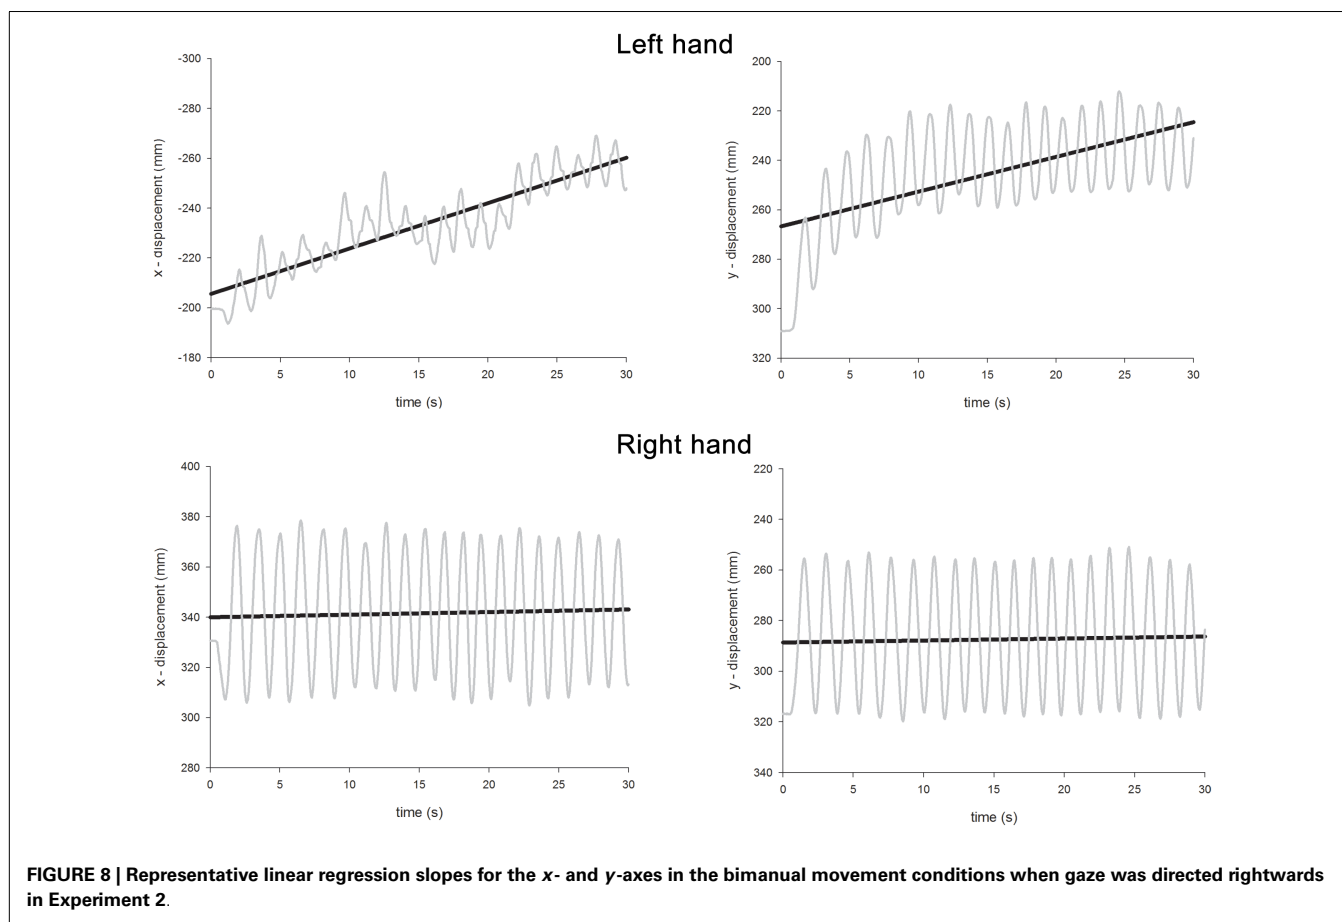 Left hand
-300
-280
-260
-240
-220
-200
-180
x - displacement (mm)
0 5 10 15 20 25 30
time (s)
200
220
240
260
280
300
320
y - displacement (mm)
0 5 10 15 20 25 30
time (s)
Right hand
400
380
360
340
320
300
280
x - displacement (mm)
0 5 10 15 20 25 30
time (s)
220
240
260
280
300
320
340
y - displacement (mm)
0 5 10 15 20 25 30
time (s)
FIGURE 8 | Representative linear regression slopes for the x- and y-axes in the bimanual movement conditions when gaze was directed rightwards
in Experiment 2.